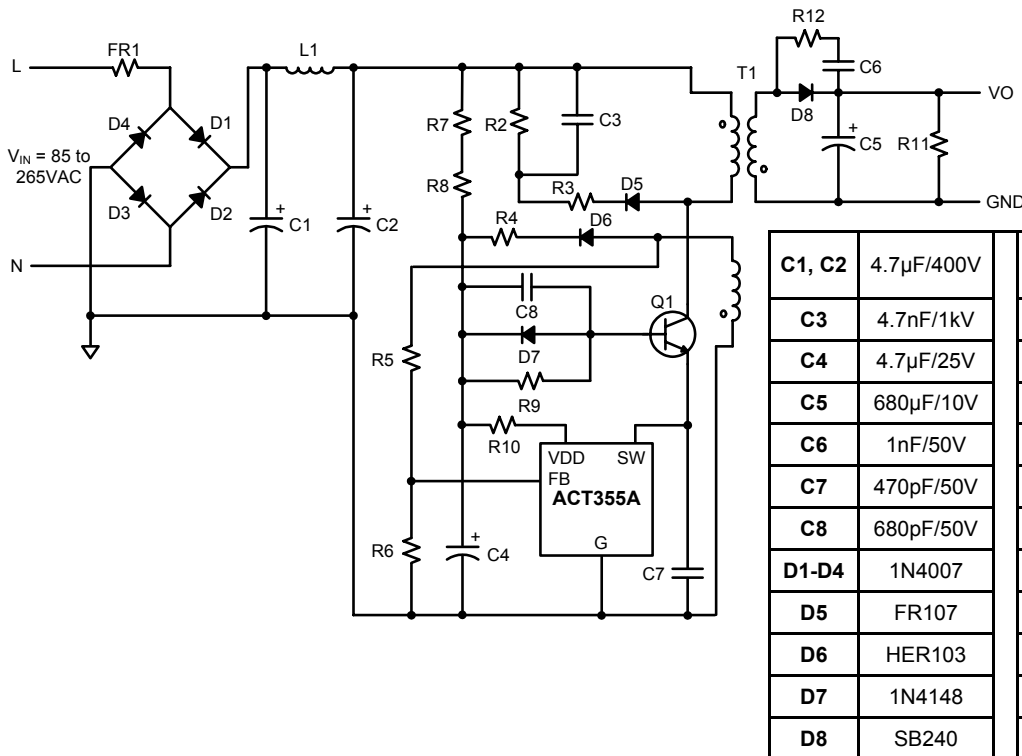 FR1
L
L1
R12
C6
T1
VO
D8
D4
D1
V_IN = 85 to
265VAC
D3
D2
R7
R2
C3
+
C5
R11
R8
R3
D5
GND
+
C1
+
C2
R4
D6
N
C8
Q1
D7
R5
R9
R10
VDD
SW
FB
ACT355A
G
R6
+
C4
C7
C1, C2 4.7µF/400V
C3 4.7nF/1kV
C4 4.7µF/25V
C5 680µF/10V
C6 1nF/50V
C7 470pF/50V
C8 680pF/50V
D1-D4 1N4007
D5 FR107
D6 HER103
D7 1N4148
D8 SB240